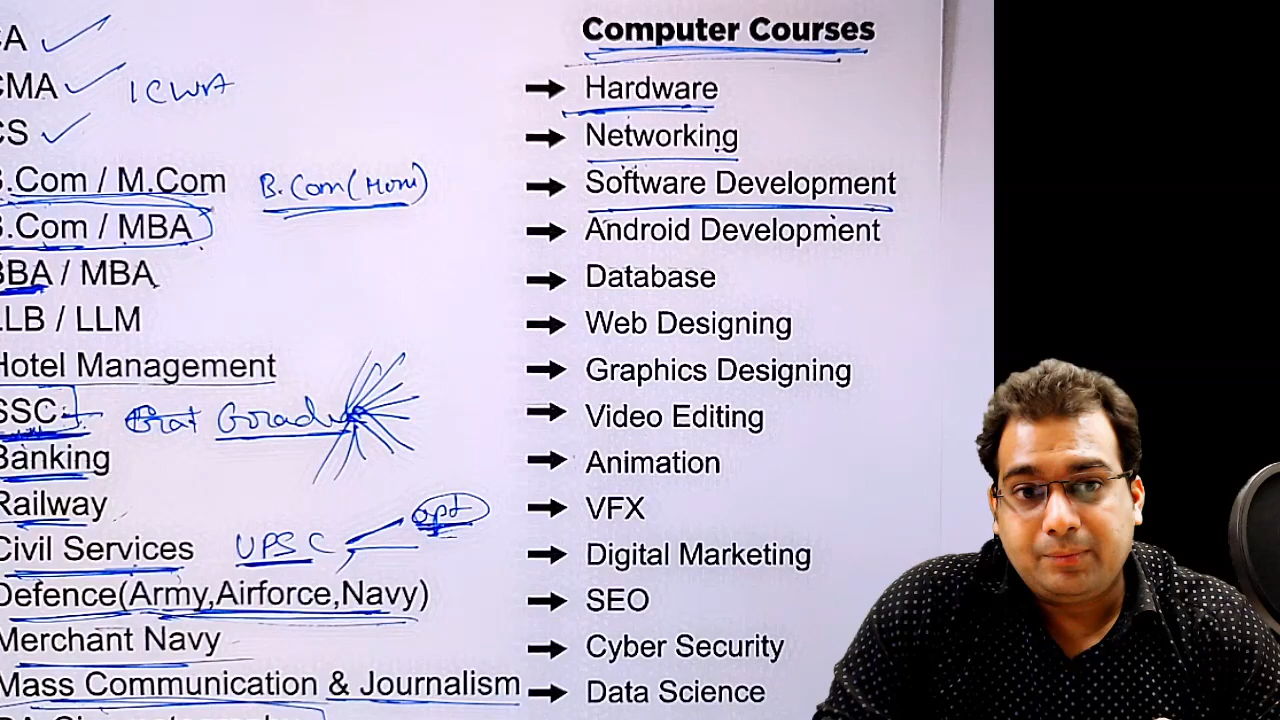 CA
CMA ICWA
CS
B.Com / M.Com B.Com (Hons)
B.Com / MBA
BBA / MBA
LLB / LLM
Hotel Management
SSC Graduate
Banking
Railway
Civil Services UPSC opt
Defence(Army,Airforce,Navy)
Merchant Navy
Mass Communication & Journalism
Computer Courses
Hardware
Networking
Software Development
Android Development
Database
Web Designing
Graphics Designing
Video Editing
Animation
VFX
Digital Marketing
SEO
Cyber Security
Data Science